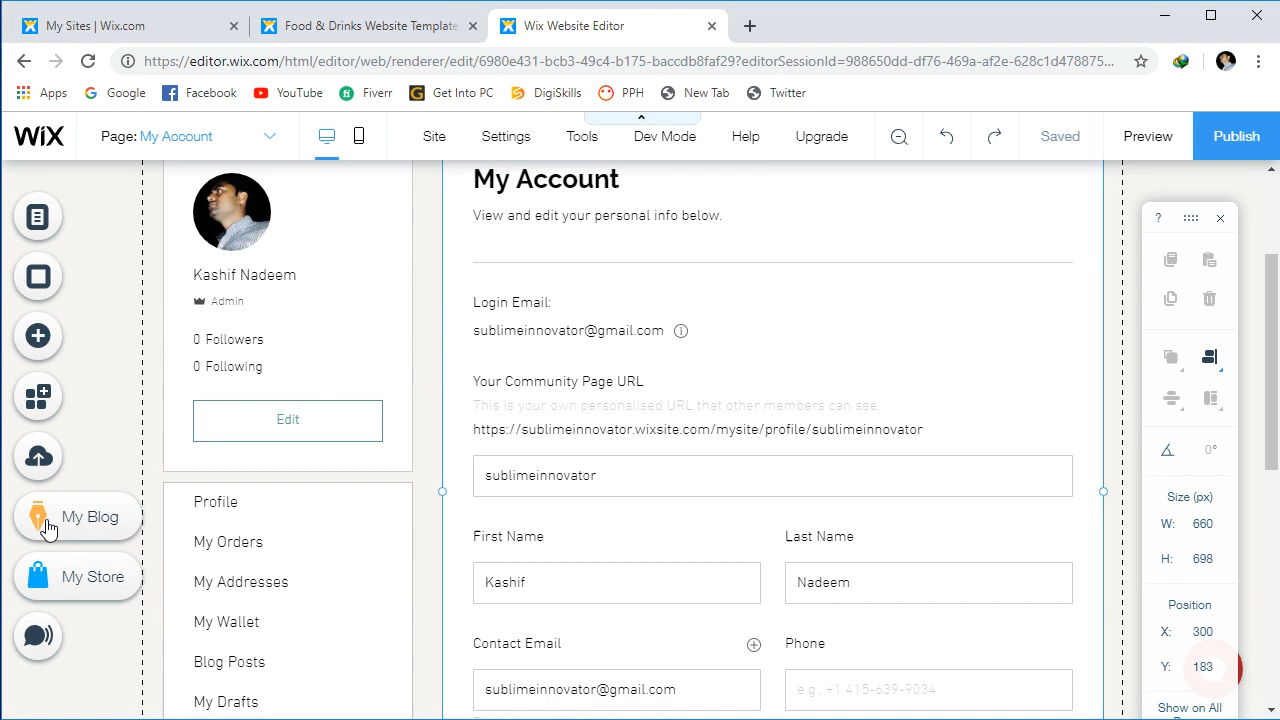 My Sites | Wix.com
Food & Drinks Website Template
Wix Website Editor
https://editor.wix.com/html/editor/web/renderer/edit/6980e4e1-bcb3-49c4-b175-baccdb8faf29?editorSessionId=988650dd-df76-469a-af2e-628c1d478875...
Apps
Google
Facebook
YouTube
Fiverr
Get Into PC
DigiSkills
PPH
New Tab
Twitter
WiX
Page: My Account
Site
Settings
Tools
Dev Mode
Help
Upgrade
Saved
Preview
Publish
My Account
View and edit your personal info below.
Kashif Nadeem
Admin
0 Followers
0 Following
Edit
Login Email:
sublimeinnovator@gmail.com
Your Community Page URL
This is your own personalised URL that other members can see.
https://sublimeinnovator.wixsite.com/mysite/profile/sublimeinnovator
sublimeinnovator
First Name
Last Name
Kashif
Nadeem
Contact Email
Phone
sublimeinnovator@gmail.com
e.g., +1 415-639-9034
My Blog
My Store
Profile
My Orders
My Addresses
My Wallet
Blog Posts
My Drafts
?
0°
Size (px)
W: 660
H: 698
Position
X: 300
Y: 183
Show on All